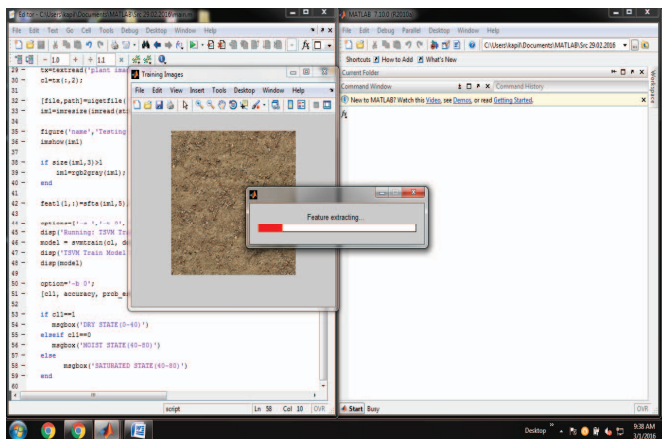 Editor - C:\Users\kapil\Documents\MATLAB\Src 29.02.2016\main.m
File Edit Text Go Cell Tools Debug Desktop Window Help
- 1.0 + ÷ 1.1 ×
29 - tx=textread('plant ima
30 - cl=tx(:,2);
31
32 - [file,path]=uigetfile(
33 - im1=imresize(imread(st
34
35 - figure('name','Testing
36 - imshow(im1)
37
38 - if size(im1,3)>1
39 - im1=rgb2gray(im1);
40 - end
41
42 - feat1(1,:)=sfta(im1,5)
43
45 - disp('Running: TSVM Tra
46 - model = svmtrain(cl, d
47 - disp('TSVM Train Model
48 - disp(model)
49
50 - option='-b 0';
51 - [cl1, accuracy, prob_e
52
53 - if cl1==1
54 - msgbox('DRY STATE(0-40)')
55 - elseif cl1==0
56 - msgbox('MOIST STATE(40-80)')
57 - else
58 - msgbox('SATURATED STATE(40-80)')
59 - end
60
script Ln 58 Col 10 OVR
Training Images
File Edit View Insert Tools Desktop Window Help
Feature extracting...
MATLAB 7.10.0 (R2010a)
File Edit Debug Parallel Desktop Window Help
C:\Users\kapil\Documents\MATLAB\Src 29.02.2016
Shortcuts How to Add What's New
Current Folder
Command Window Command History
New to MATLAB? Watch this Video, see Demos, or read Getting Started.
fx
Workspace
Start Busy OVR
Desktop
9:38 AM
3/1/2016